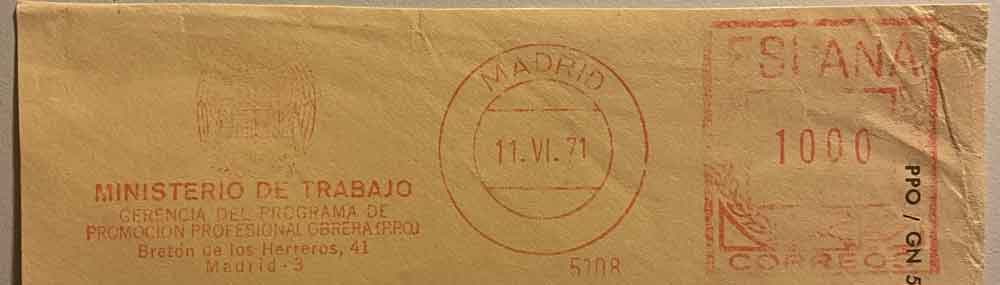 MINISTERIO DE TRABAJO
GERENCIA DEL PROGRAMA DE
PROMOCION PROFESIONAL OBRERA (PPO)
Bretón de los Herreros, 41
Madrid-3
MADRID
11. VI. 71
5108
ESPAÑA
1000
CORREOS
PPO / GN 5